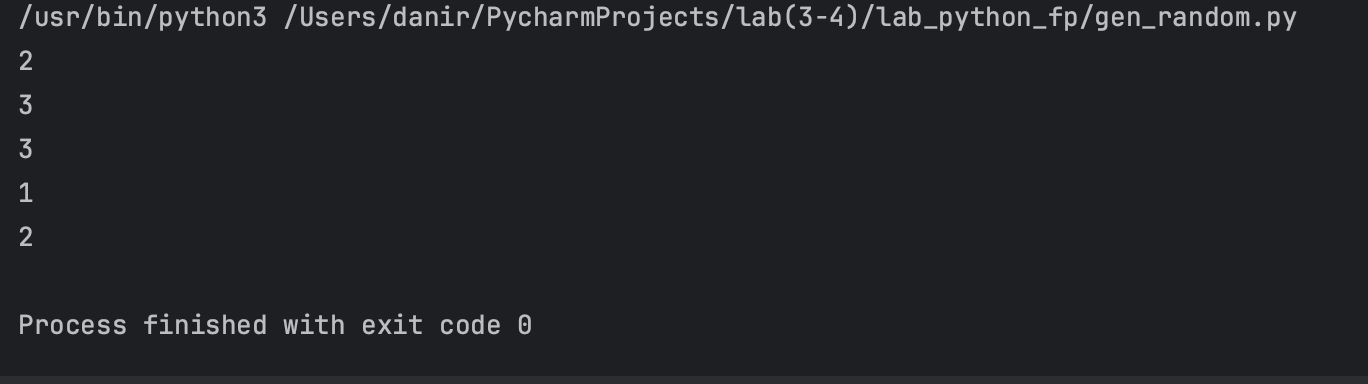 /usr/bin/python3 /Users/danir/PycharmProjects/lab(3-4)/lab_python_fp/gen_random.py
2
3
3
1
2
Process finished with exit code 0